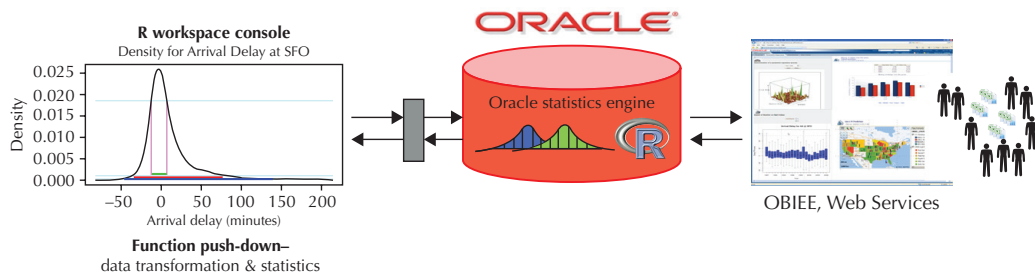 R workspace console
Density for Arrival Delay at SFO
Density
0.025
0.020
0.015
0.010
0.005
0.000
–50
0
50
100
150
200
Arrival delay (minutes)
Function push-down–
data transformation & statistics
ORACLE®
Oracle statistics engine
R
OBIEE, Web Services